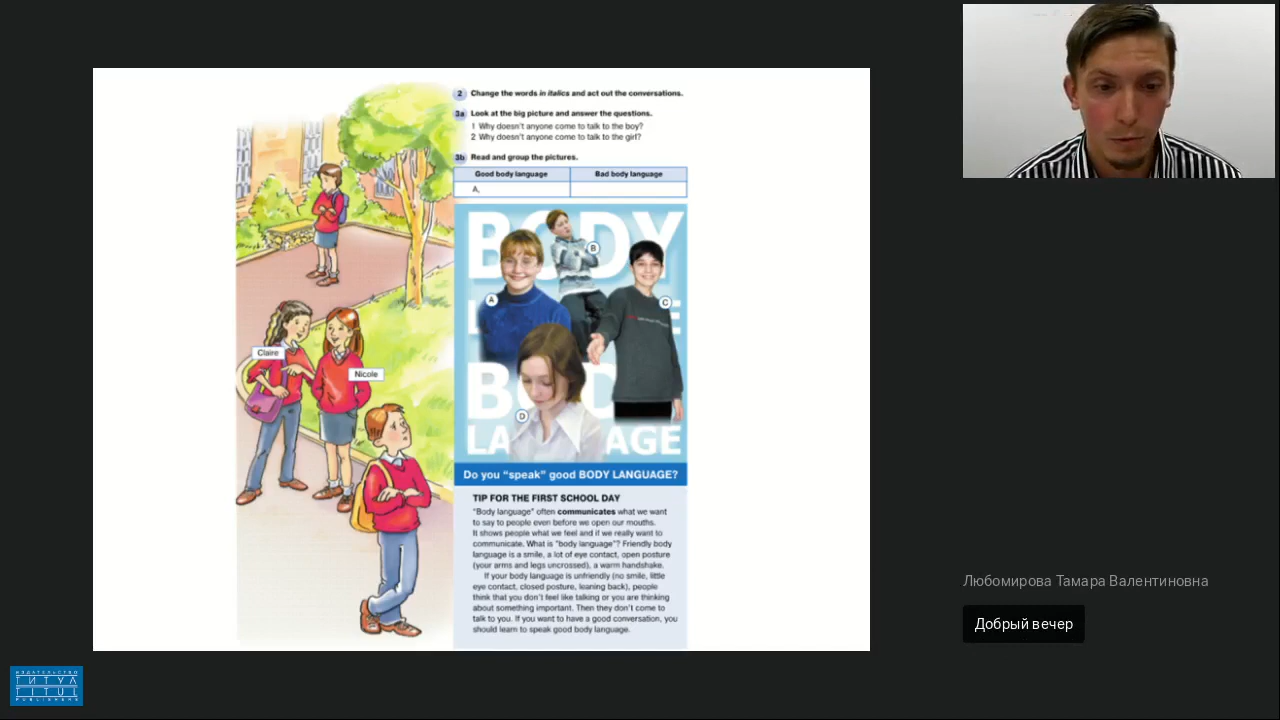 2 Change the words in italics and act out the conversations.
3a Look at the big picture and answer the questions.
1 Why doesn't anyone come to talk to the boy?
2 Why doesn't anyone come to talk to the girl?
3b Read and group the pictures.
Good body language Bad body language
A,
BODY
B
A
C
Claire
Nicole
D
Do you “speak” good BODY LANGUAGE?
TIP FOR THE FIRST SCHOOL DAY
“Body language” often communicates what we want
to say to people even before we open our mouths.
It shows people what we feel and if we really want to
communicate. What is “body language”? Friendly body
language is a smile, a lot of eye contact, open posture
(your arms and legs uncrossed), a warm handshake.
If your body language is unfriendly (no smile, little
eye contact, closed posture, leaning back), people
think that you don't feel like talking or you are thinking
about something important. Then they don't come to
talk to you. If you want to have a good conversation, you
should learn to speak good body language.
Любомирова Тамара Валентиновна
Добрый вечер
ИЗДАТЕЛЬСТВО
ТИТУЛ
TITUL
PUBLISHERS